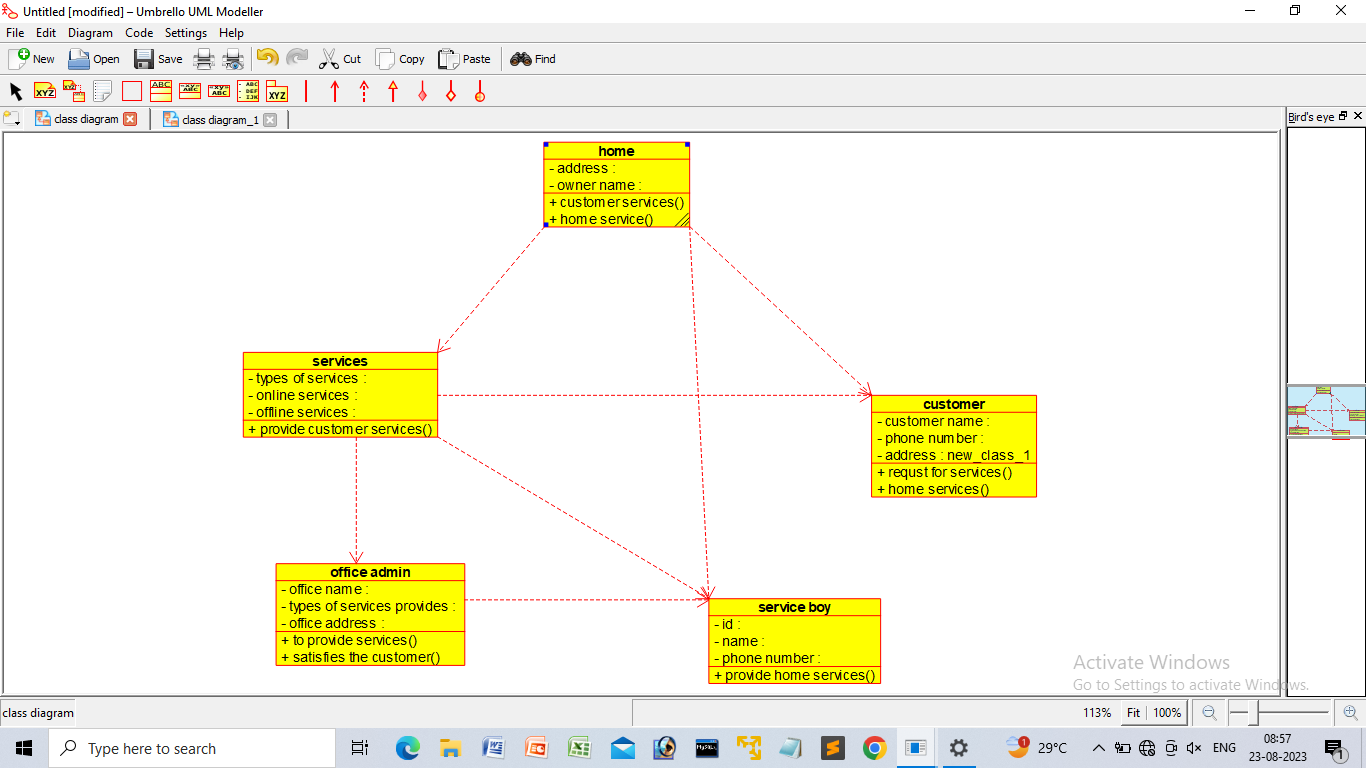 Untitled [modified] – Umbrello UML Modeller
File Edit Diagram Code Settings Help
New Open Save Cut Copy Paste Find
class diagram class diagram_1 Bird's eye
home
- address :
- owner name :
+ customer services()
+ home service()
services
- types of services :
- online services :
- offline services :
+ provide customer services()
customer
- customer name :
- phone number :
- address : new_class_1
+ requst for services()
+ home services()
office admin
- office name :
- types of services provides :
- office address :
+ to provide services()
+ satisfies the customer()
service boy
- id :
- name :
- phone number :
+ provide home services()
Activate Windows
Go to Settings to activate Windows.
class diagram 113% Fit 100%
Type here to search 29°C ENG 08:57
23-08-2023 1